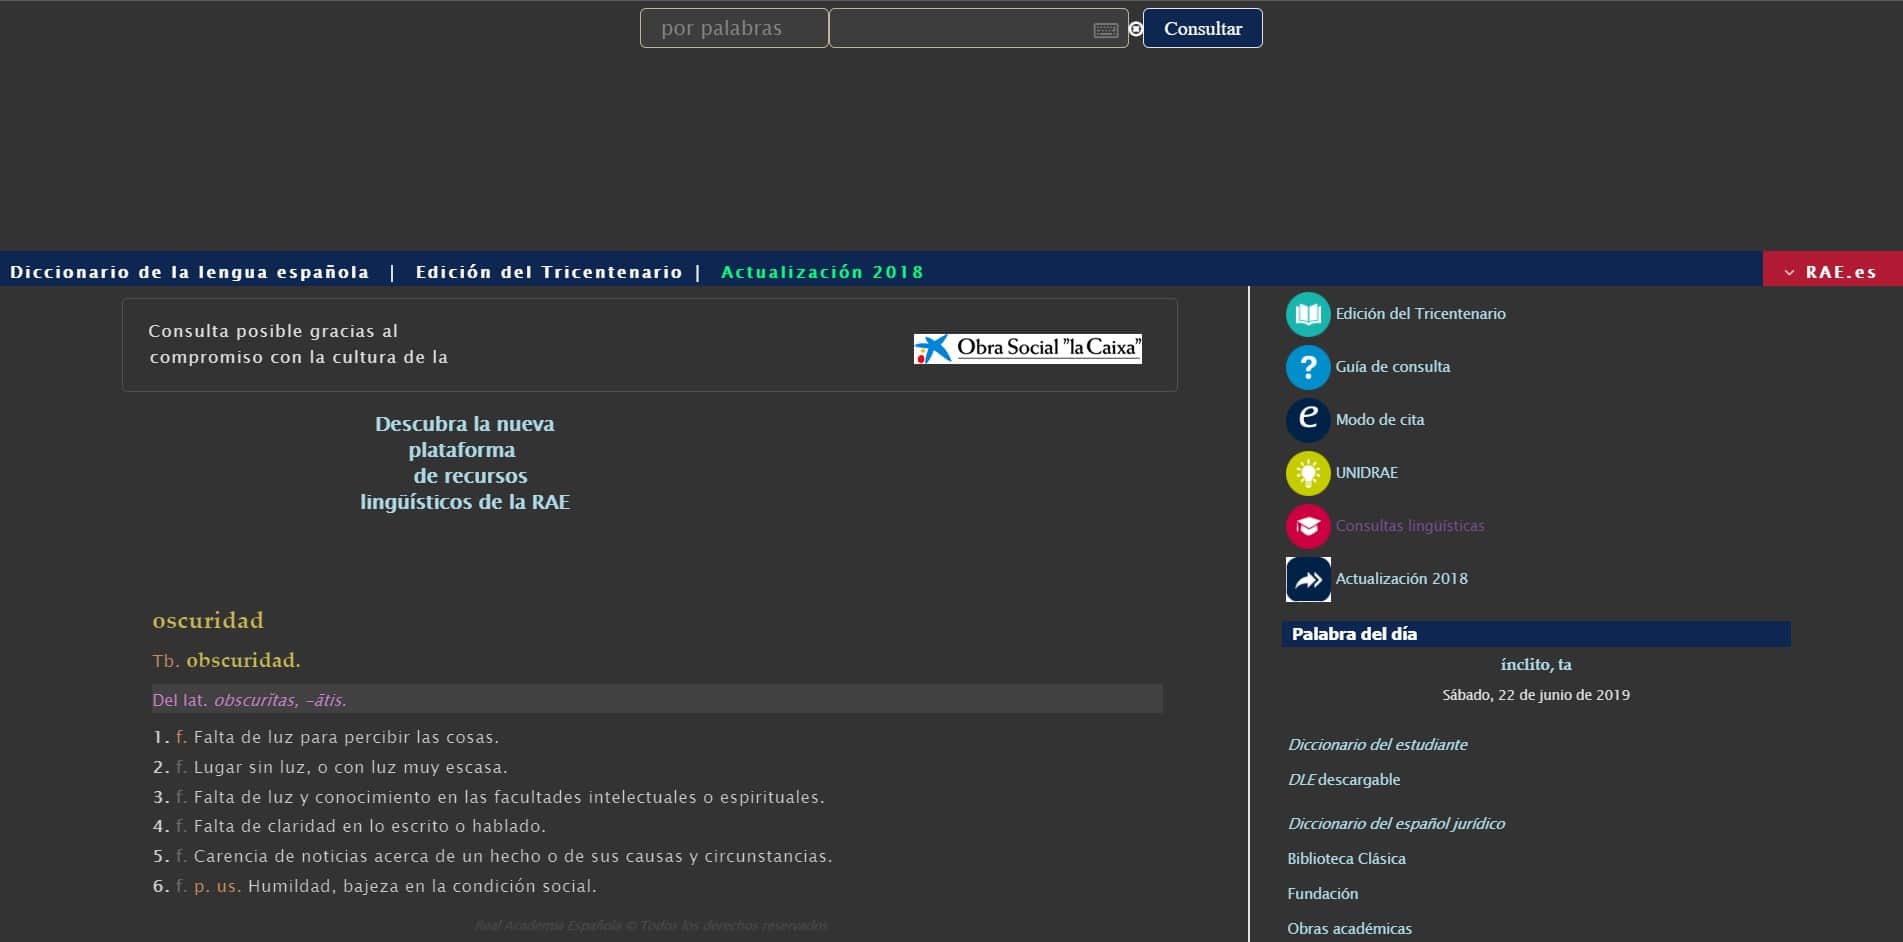 por palabras
Consultar
Diccionario de la lengua española | Edición del Tricentenario | Actualización 2018
RAE.es
Consulta posible gracias al
compromiso con la cultura de la
Obra Social "la Caixa"
Descubra la nueva
plataforma
de recursos
lingüísticos de la RAE
oscuridad
Tb. obscuridad.
Del lat. obscurĭtas, -ātis.
1. f. Falta de luz para percibir las cosas.
2. f. Lugar sin luz, o con luz muy escasa.
3. f. Falta de luz y conocimiento en las facultades intelectuales o espirituales.
4. f. Falta de claridad en lo escrito o hablado.
5. f. Carencia de noticias acerca de un hecho o de sus causas y circunstancias.
6. f. p. us. Humildad, bajeza en la condición social.
Real Academia Española © Todos los derechos reservados
Edición del Tricentenario
Guía de consulta
Modo de cita
UNIDRAE
Consultas lingüísticas
Actualización 2018
Palabra del día
ínclito, ta
Sábado, 22 de junio de 2019
Diccionario del estudiante
DLE descargable
Diccionario del español jurídico
Biblioteca Clásica
Fundación
Obras académicas